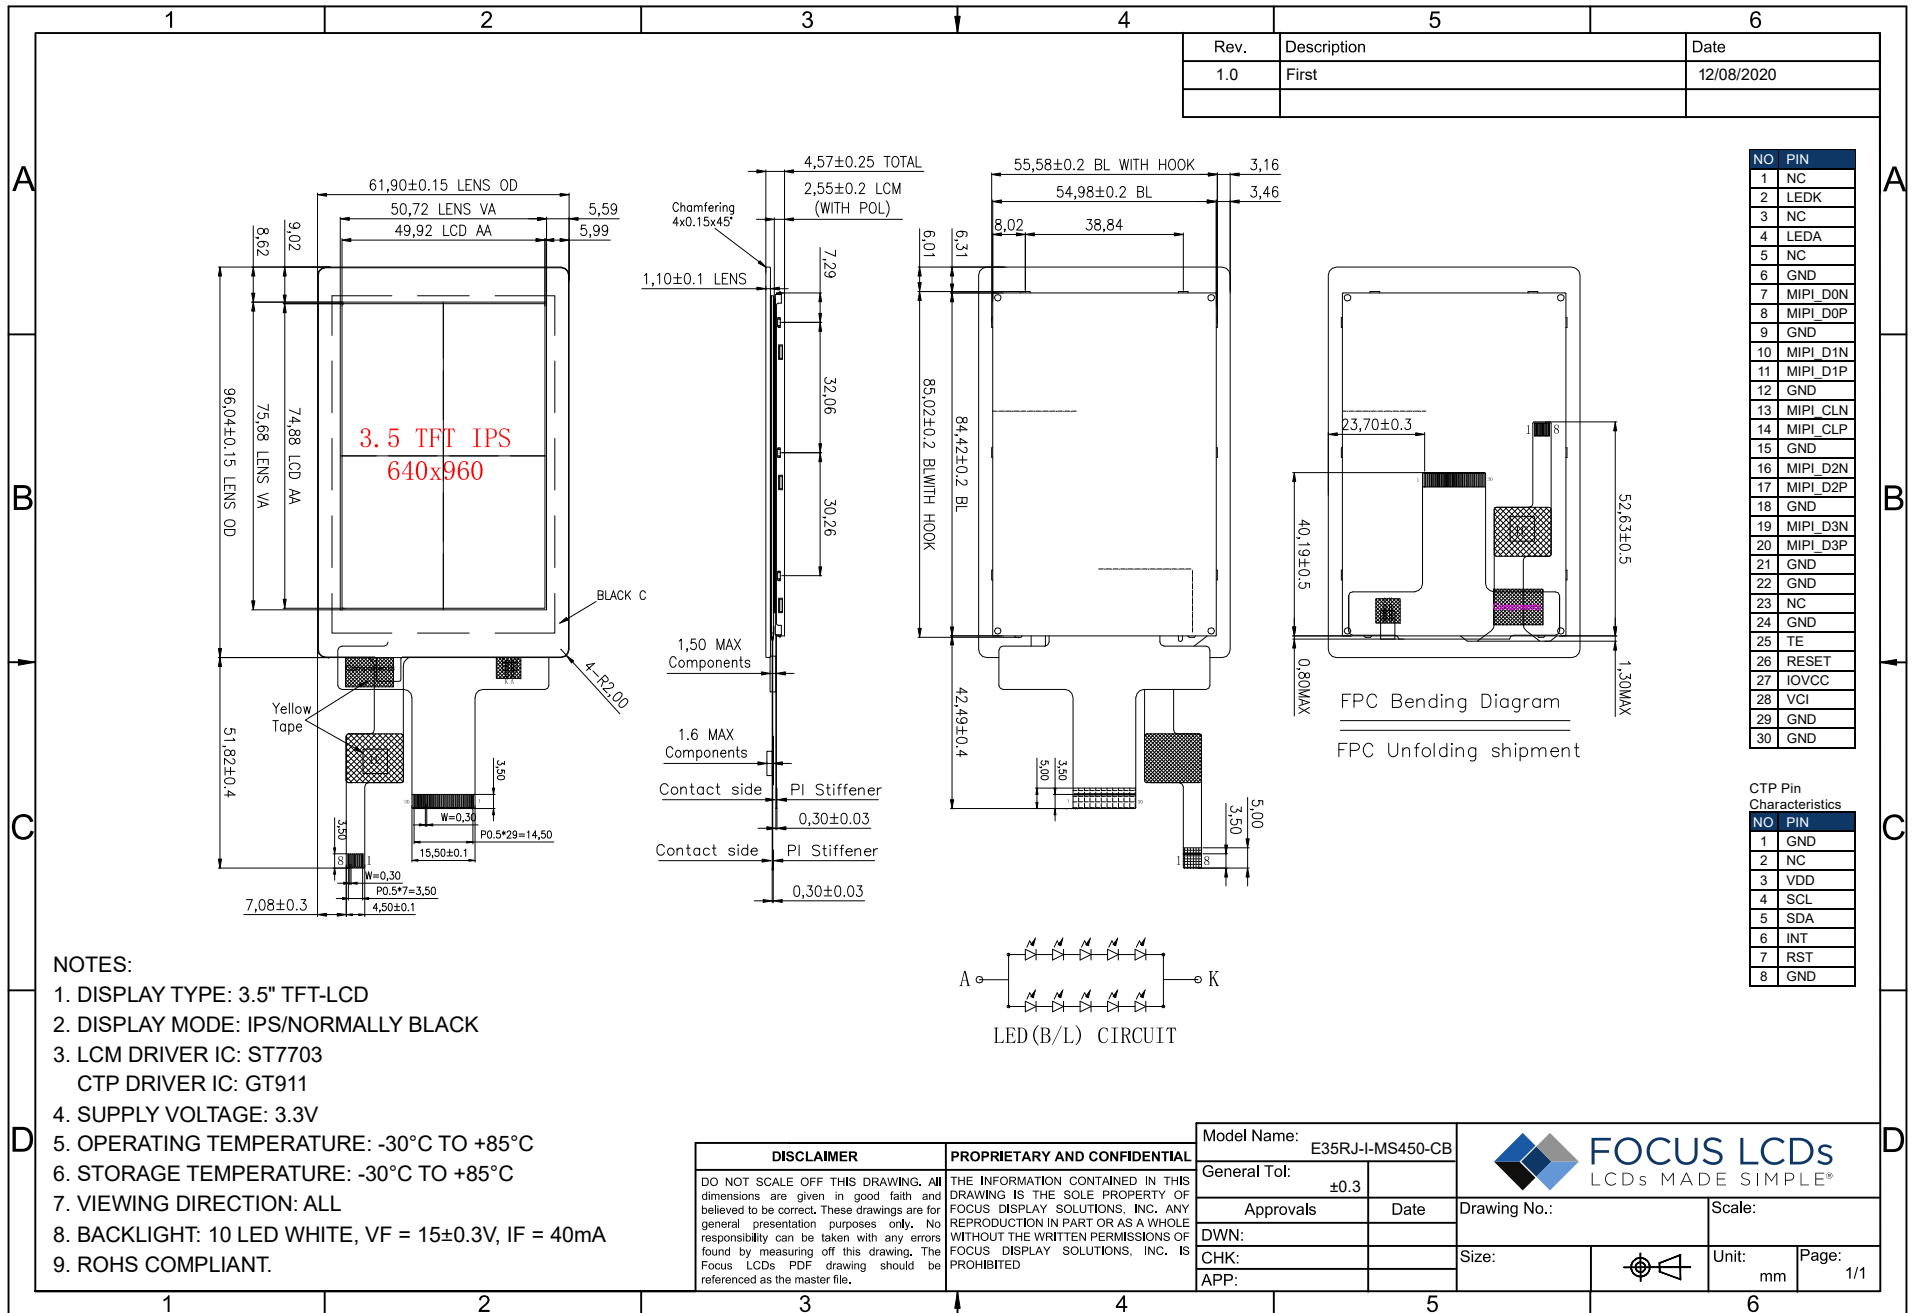 1 2 3 4 5 6
A
B
C
D
A
B
C
D
Rev. Description Date
1.0 First 12/08/2020
61,90±0.15 LENS OD
50,72 LENS VA 5,59
49,92 LCD AA 5,99
8,62
9,02
96,04±0.15 LENS OD
75,68 LENS VA
74,88 LCD AA
3.5 TFT IPS
640x960
BLACK C
4-R2,00
Yellow
Tape
51,82±0.4
3,50
W=0,30
P0.5*29=14,50
15,50±0.1
3,50
8 1
W=0,30
P0.5*7=3,50
4,50±0.1
7,08±0.3
4,57±0.25 TOTAL
2,55±0.2 LCM
(WITH POL)
Chamfering
4x0.15x45°
1,10±0.1 LENS
7,29
32,06
30,26
1,50 MAX
Components
1.6 MAX
Components
Contact side PI Stiffener
0,30±0.03
Contact side PI Stiffener
0,30±0.03
55,58±0.2 BL WITH HOOK 3,16
54,98±0.2 BL 3,46
8,02 38,84
6,01
6,31
85,02±0.2 BLWITH HOOK
84,42±0.2 BL
42,49±0.4
5,00
3,50
1 30
5,00
3,50
1 8
23,70±0.3
1 8
1 30
40,19±0.5
52,63±0.5
0,80MAX
1,30MAX
FPC Bending Diagram
FPC Unfolding shipment
NO PIN
1 NC
2 LEDK
3 NC
4 LEDA
5 NC
6 GND
7 MIPI_D0N
8 MIPI_D0P
9 GND
10 MIPI_D1N
11 MIPI_D1P
12 GND
13 MIPI_CLN
14 MIPI_CLP
15 GND
16 MIPI_D2N
17 MIPI_D2P
18 GND
19 MIPI_D3N
20 MIPI_D3P
21 GND
22 GND
23 NC
24 GND
25 TE
26 RESET
27 IOVCC
28 VCI
29 GND
30 GND
CTP Pin
Characteristics
NO PIN
1 GND
2 NC
3 VDD
4 SCL
5 SDA
6 INT
7 RST
8 GND
A K
LED(B/L) CIRCUIT
NOTES:
1. DISPLAY TYPE: 3.5" TFT-LCD
2. DISPLAY MODE: IPS/NORMALLY BLACK
3. LCM DRIVER IC: ST7703
CTP DRIVER IC: GT911
4. SUPPLY VOLTAGE: 3.3V
5. OPERATING TEMPERATURE: -30°C TO +85°C
6. STORAGE TEMPERATURE: -30°C TO +85°C
7. VIEWING DIRECTION: ALL
8. BACKLIGHT: 10 LED WHITE, VF = 15±0.3V, IF = 40mA
9. ROHS COMPLIANT.
DISCLAIMER
DO NOT SCALE OFF THIS DRAWING. All
dimensions are given in good faith and
believed to be correct. These drawings are for
general presentation purposes only. No
responsibility can be taken with any errors
found by measuring off this drawing. The
Focus LCDs PDF drawing should be
referenced as the master file.
PROPRIETARY AND CONFIDENTIAL
THE INFORMATION CONTAINED IN THIS
DRAWING IS THE SOLE PROPERTY OF
FOCUS DISPLAY SOLUTIONS, INC. ANY
REPRODUCTION IN PART OR AS A WHOLE
WITHOUT THE WRITTEN PERMISSIONS OF
FOCUS DISPLAY SOLUTIONS, INC. IS
PROHIBITED
Model Name:
E35RJ-I-MS450-CB
General Tol:
±0.3
Approvals Date
DWN:
CHK:
APP:
FOCUS LCDs
LCDs MADE SIMPLE®
Drawing No.: Scale:
Size: Unit: mm Page: 1/1
1 2 3 4 5 6